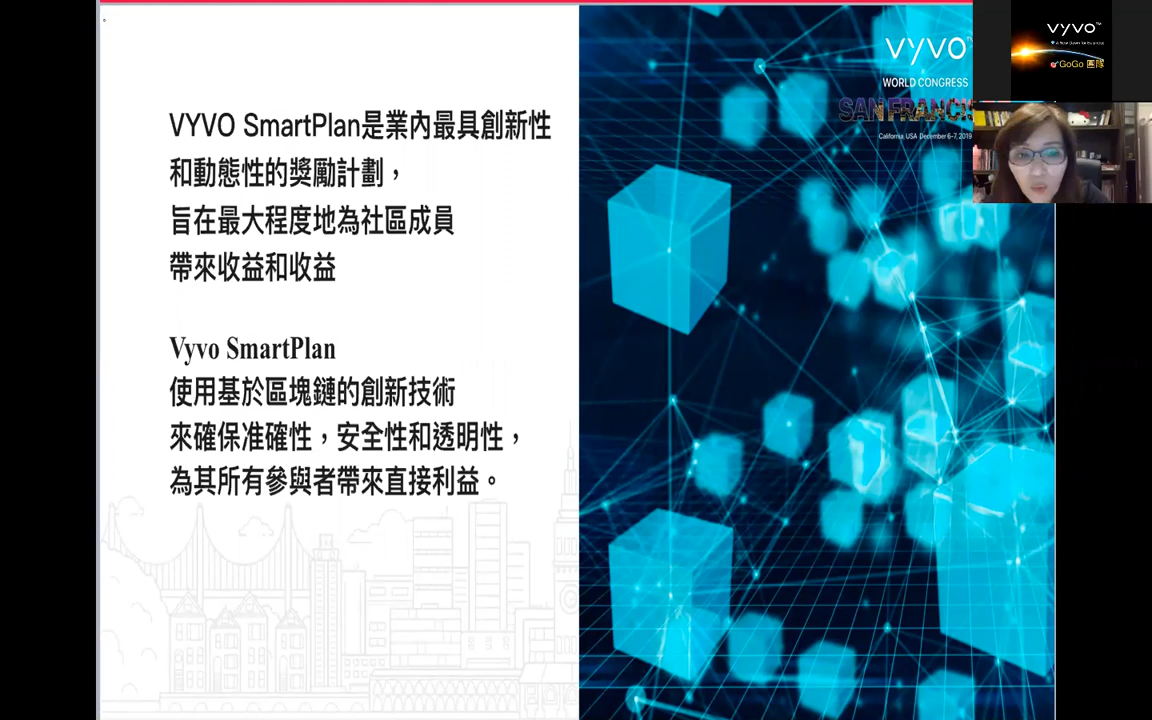 VYVO SmartPlan是業內最具創新性
和動態性的獎勵計劃，
旨在最大程度地為社區成員
帶來收益和收益
Vyvo SmartPlan
使用基於區塊鏈的創新技術
來確保准確性，安全性和透明性，
為其所有參與者帶來直接利益。
vyvo™
WORLD CONGRESS
SAN FRANCIS
California, USA December 6-7, 2019
vyvo™
GoGo 團隊